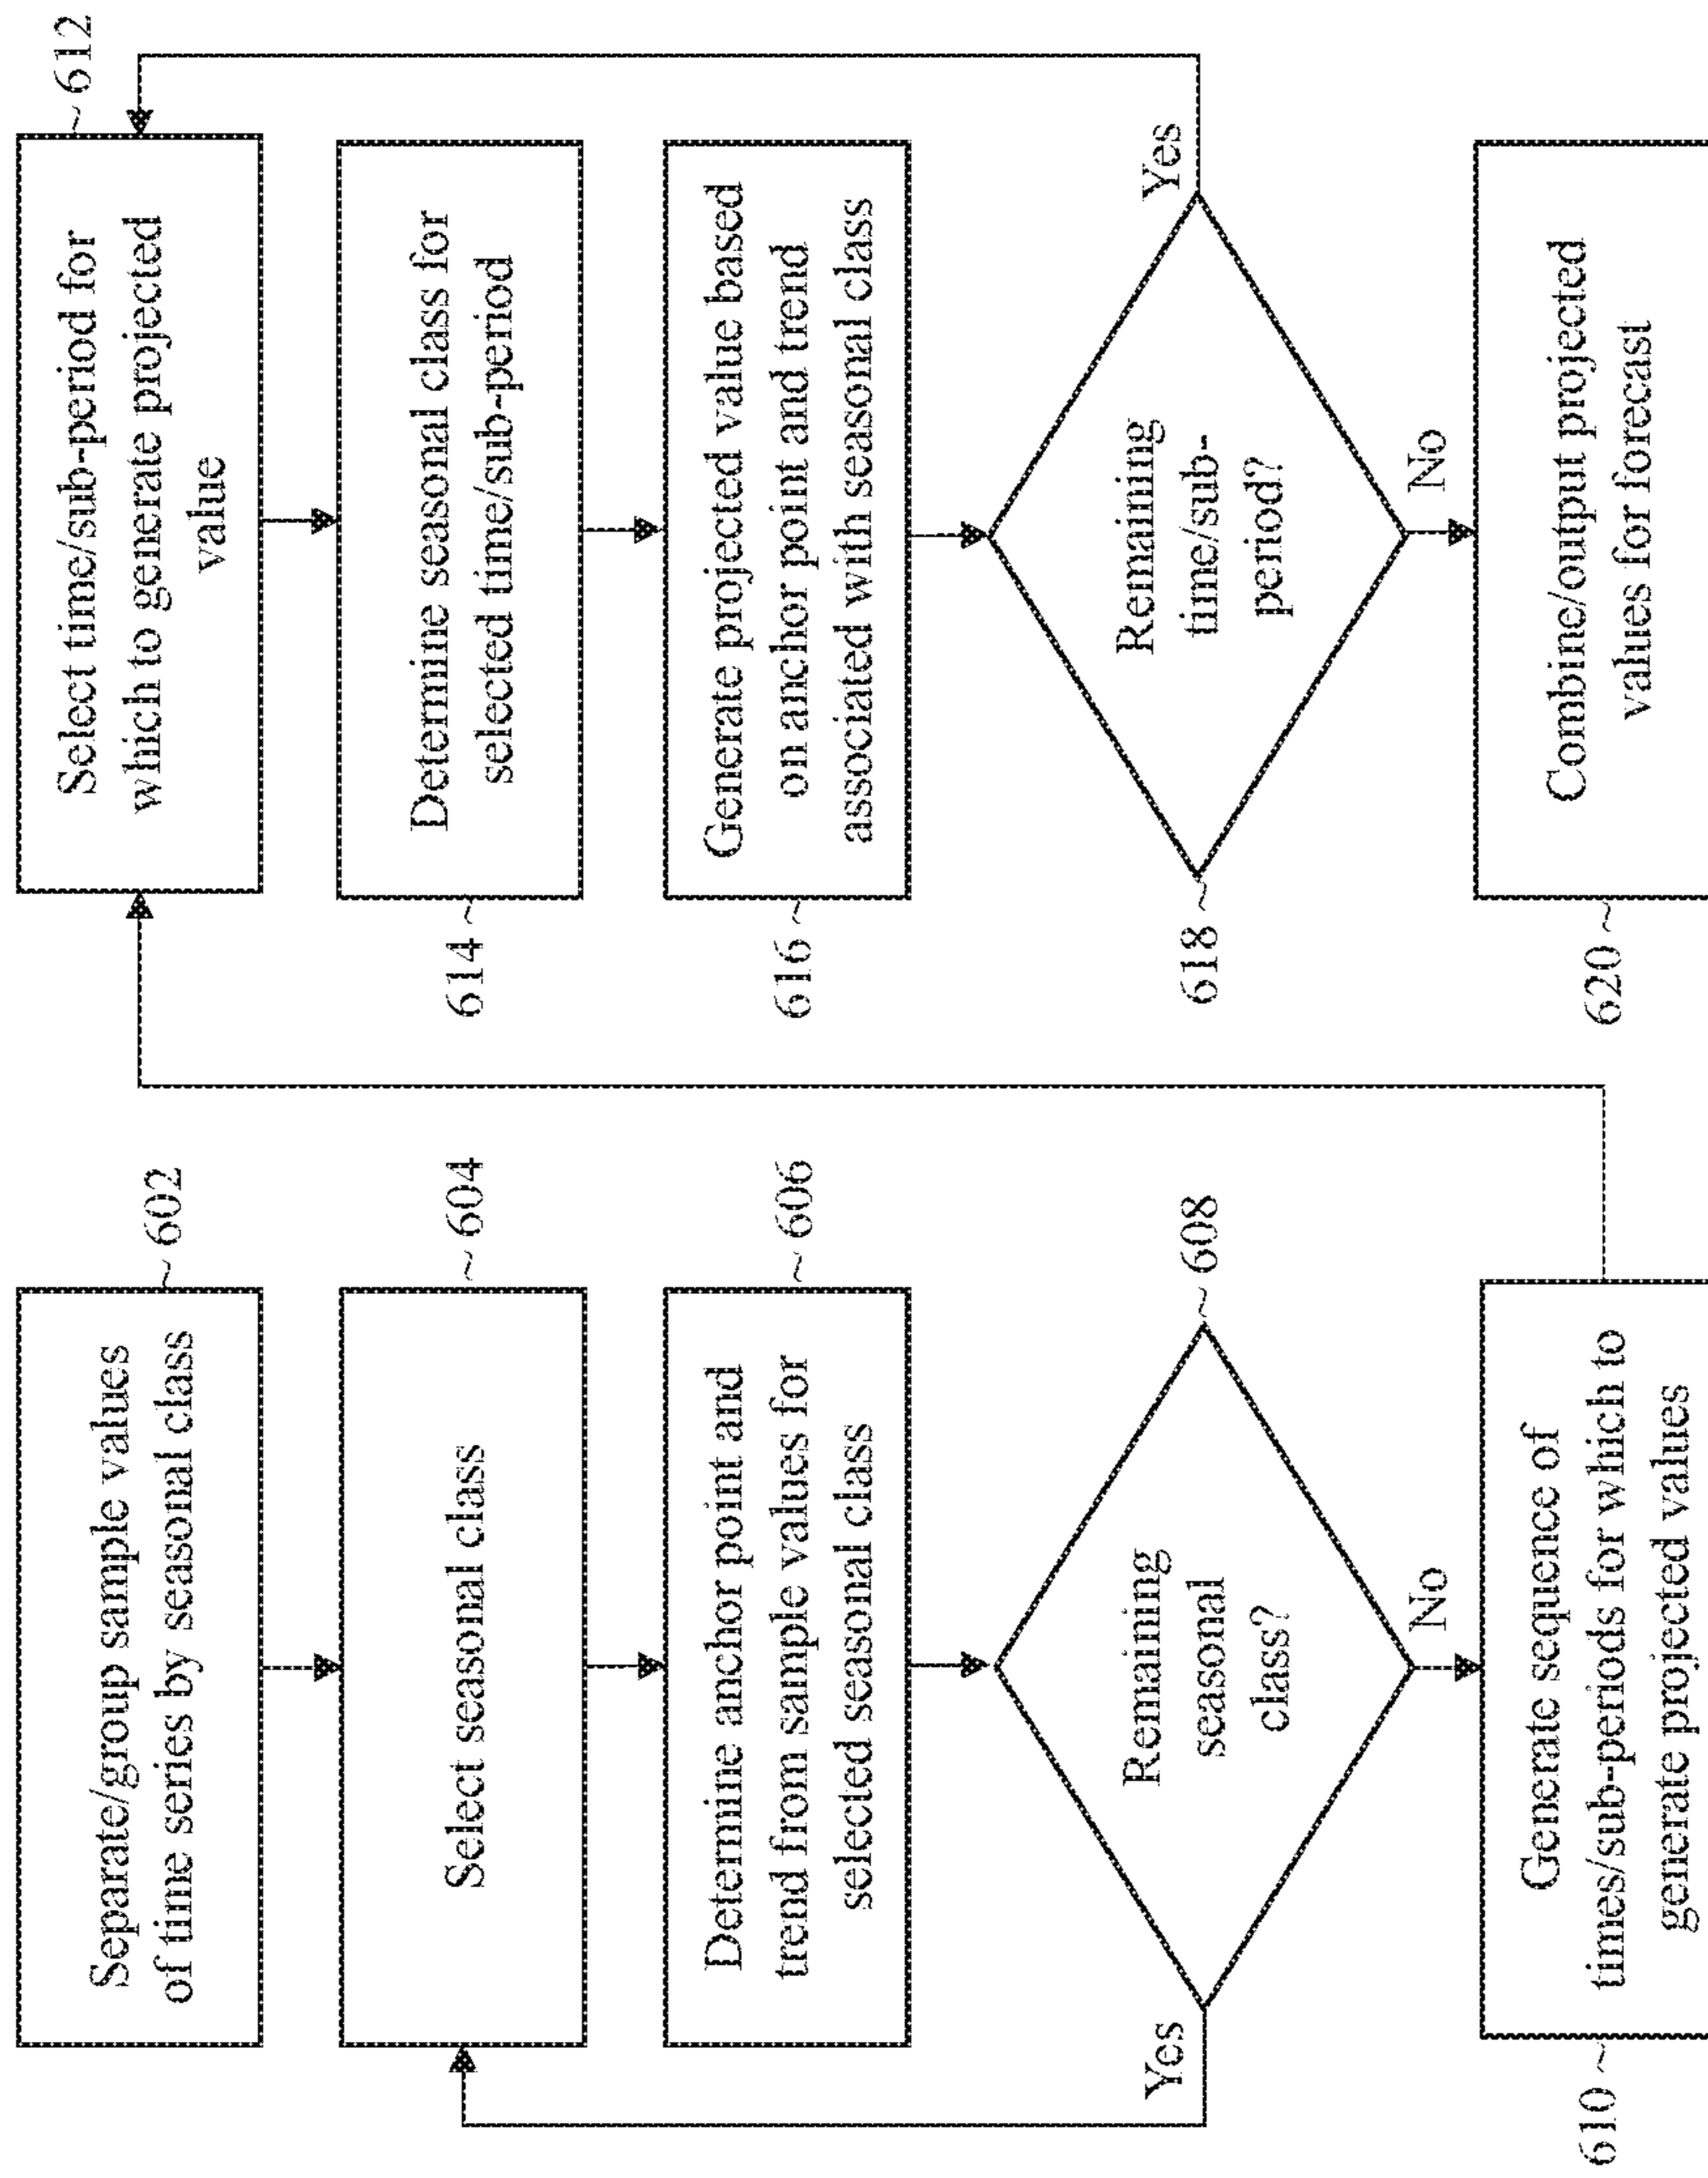 Separate/group sample values
of time series by seasonal class
602
Select seasonal class
604
Determine anchor point and
trend from sample values for
selected seasonal class
606
Remaining
seasonal
class?
608
Yes
No
Generate sequence of
times/sub-periods for which to
generate projected values
610
Select time/sub-period for
which to generate projected
value
612
Determine seasonal class for
selected time/sub-period
614
Generate projected value based
on anchor point and trend
associated with seasonal class
616
Remaining
time/sub-
period?
618
Yes
No
Combine/output projected
values for forecast
620